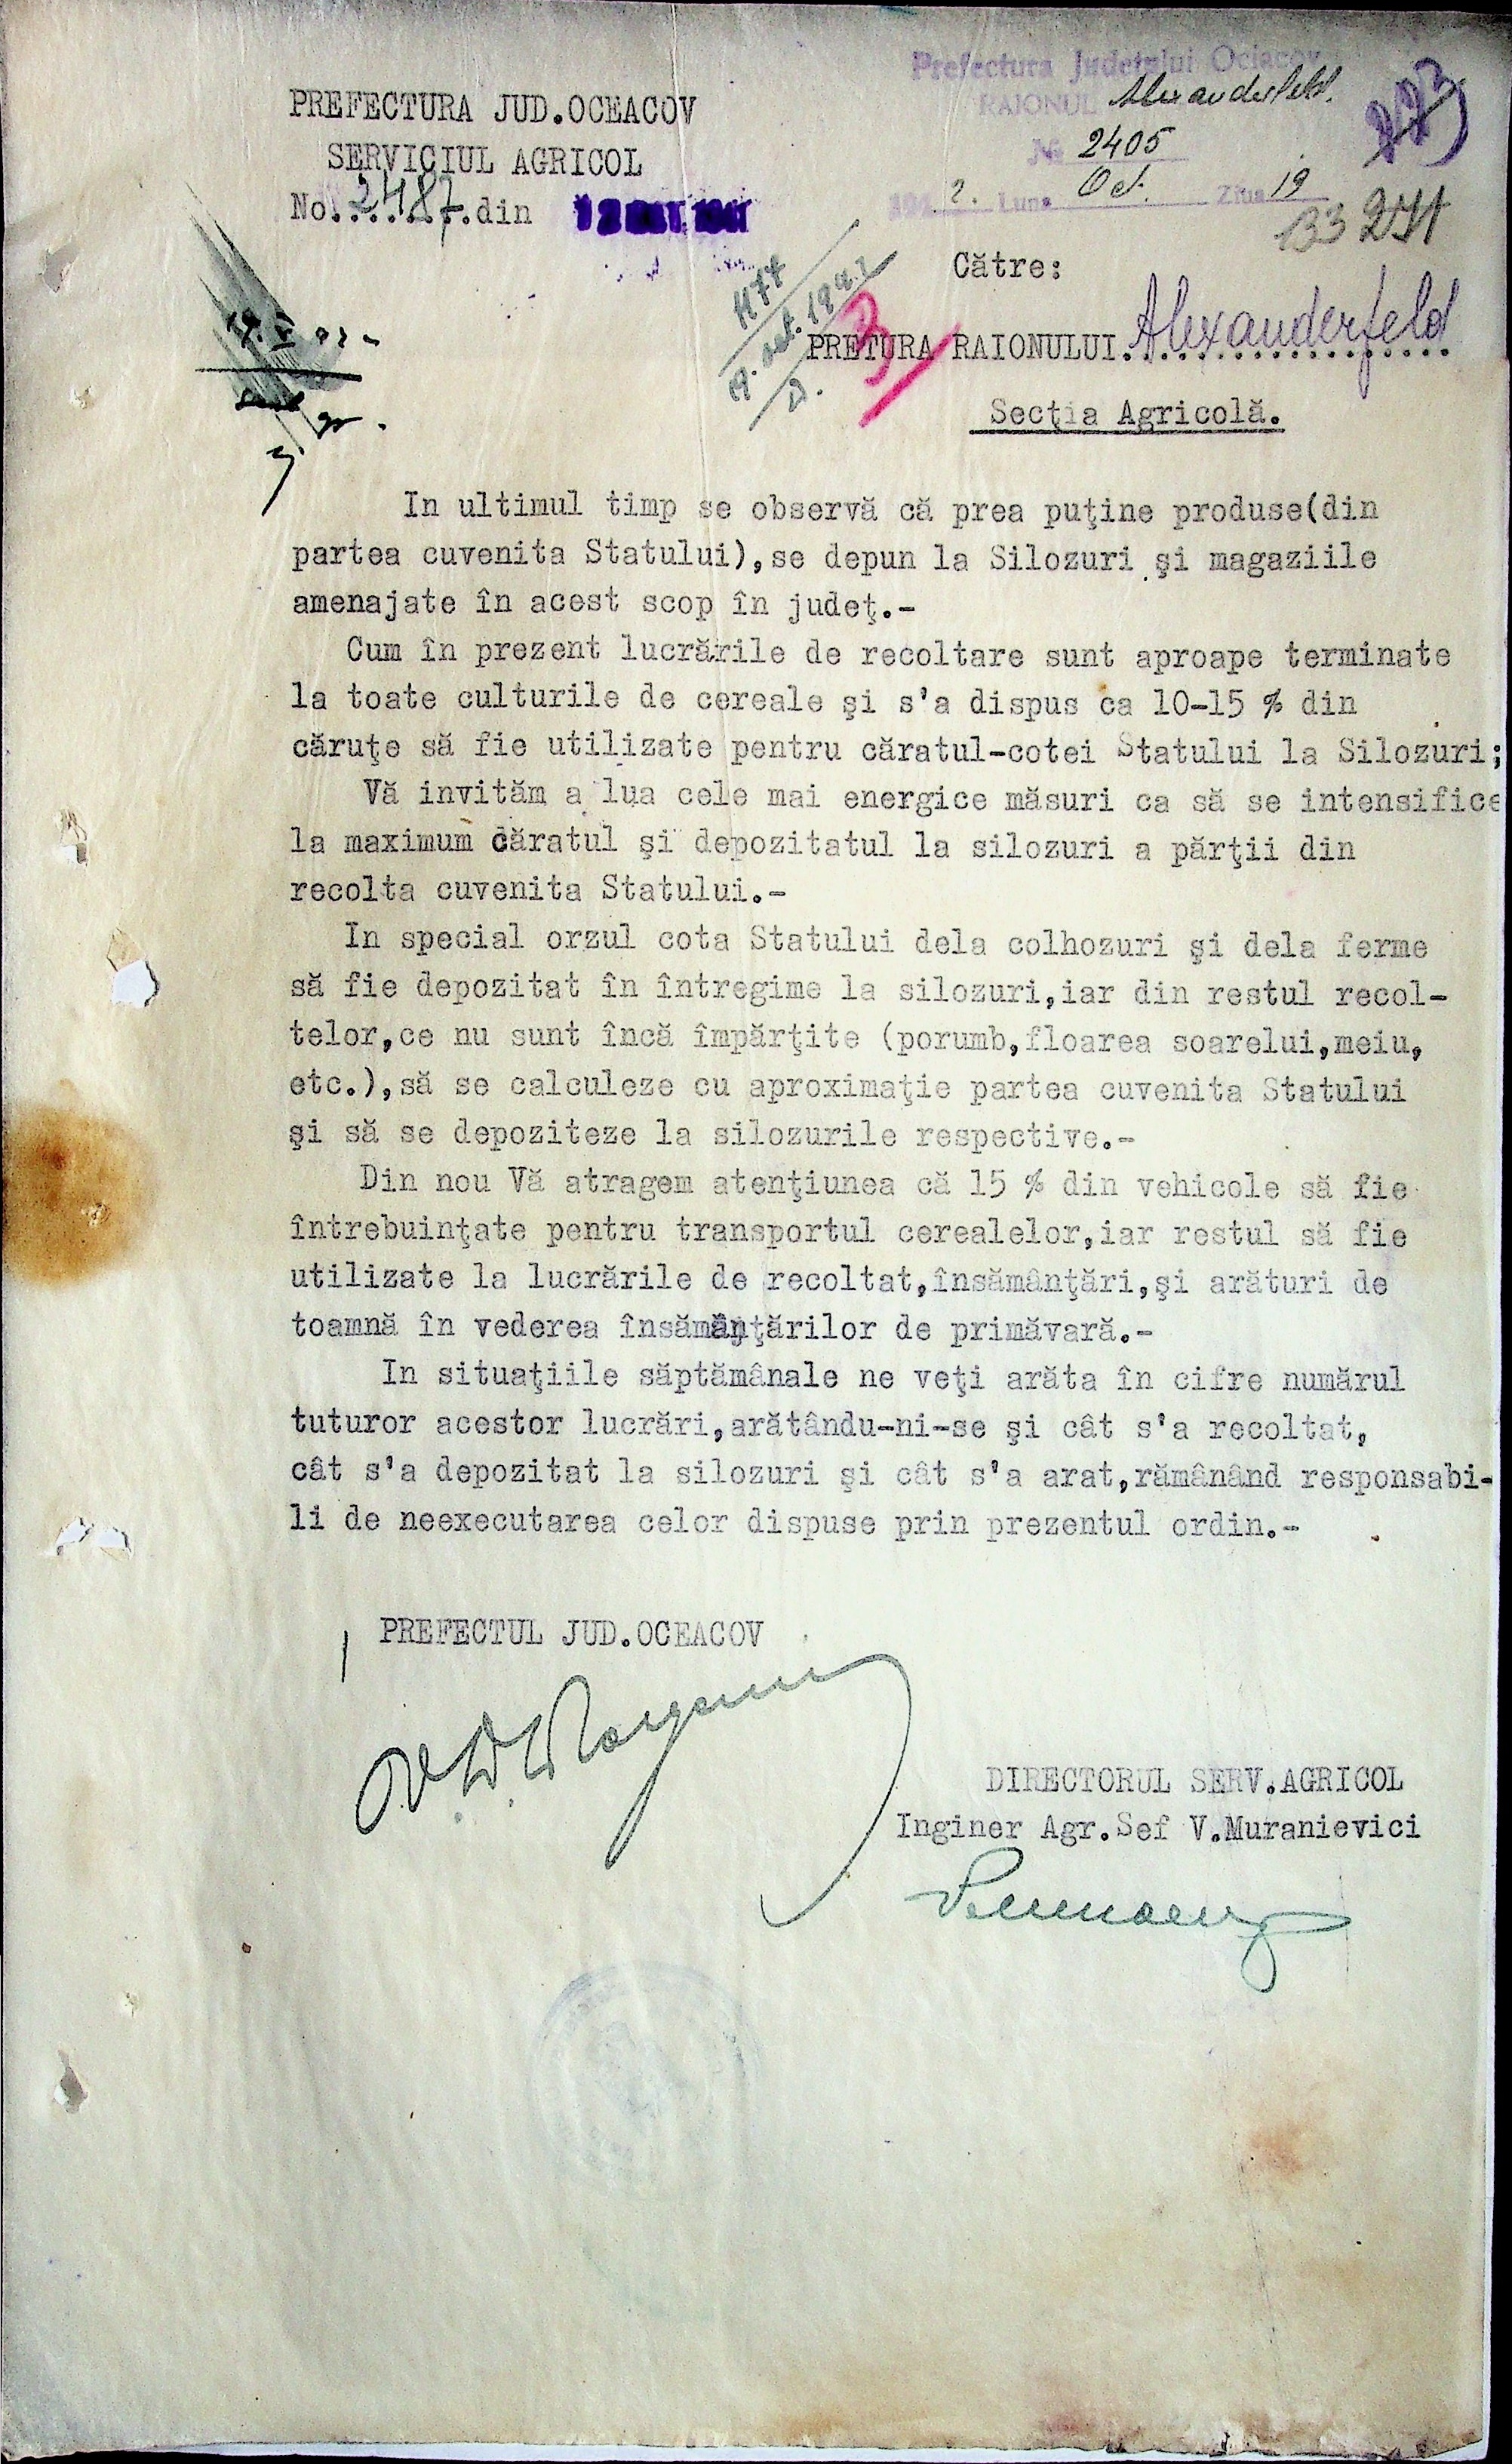 Prefectura Judeţului Ociacov
RAIONUL Alexanderfeld.
№ 2405
194 2. Luna Oct. Ziua 19
273
133 271
PREFECTURA JUD.OCEACOV
SERVICIUL AGRICOL
No.2487.din
1177
19. oct. 1942
Către:
PRETURA RAIONULUI.Alexanderfeld
Secţia Agricolă.
In ultimul timp se observă că prea puţine produse(din
partea cuvenita Statului),se depun la Silozuri şi magaziile
amenajate în acest scop în judeţ.-
Cum în prezent lucrările de recoltare sunt aproape terminate
la toate culturile de cereale şi s'a dispus ca 10-15 % din
căruţe să fie utilizate pentru căratul-cotei Statului la Silozuri;
Vă invităm a lua cele mai energice măsuri ca să se intensifice
la maximum căratul şi depozitatul la silozuri a părţii din
recolta cuvenita Statului.-
In special orzul cota Statului dela colhozuri şi dela ferme
să fie depozitat în întregime la silozuri,iar din restul recol-
telor,ce nu sunt încă împărţite (porumb,floarea soarelui,meiu,
etc.),să se calculeze cu aproximaţie partea cuvenita Statului
şi să se depoziteze la silozurile respective.-
Din nou Vă atragem atenţiunea că 15 % din vehicole să fie
întrebuinţate pentru transportul cerealelor,iar restul să fie
utilizate la lucrările de recoltat,însămânţări,şi arături de
toamnă în vederea însămânţărilor de primăvară.-
In situaţiile săptămânale ne veţi arăta în cifre numărul
tuturor acestor lucrări,arătându-ni-se şi cât s'a recoltat,
cât s'a depozitat la silozuri şi cât s'a arat,rămânând responsabi-
li de neexecutarea celor dispuse prin prezentul ordin.-
PREFECTUL JUD.OCEACOV
DIRECTORUL SERV.AGRICOL
Inginer Agr.Sef V.Muranievici